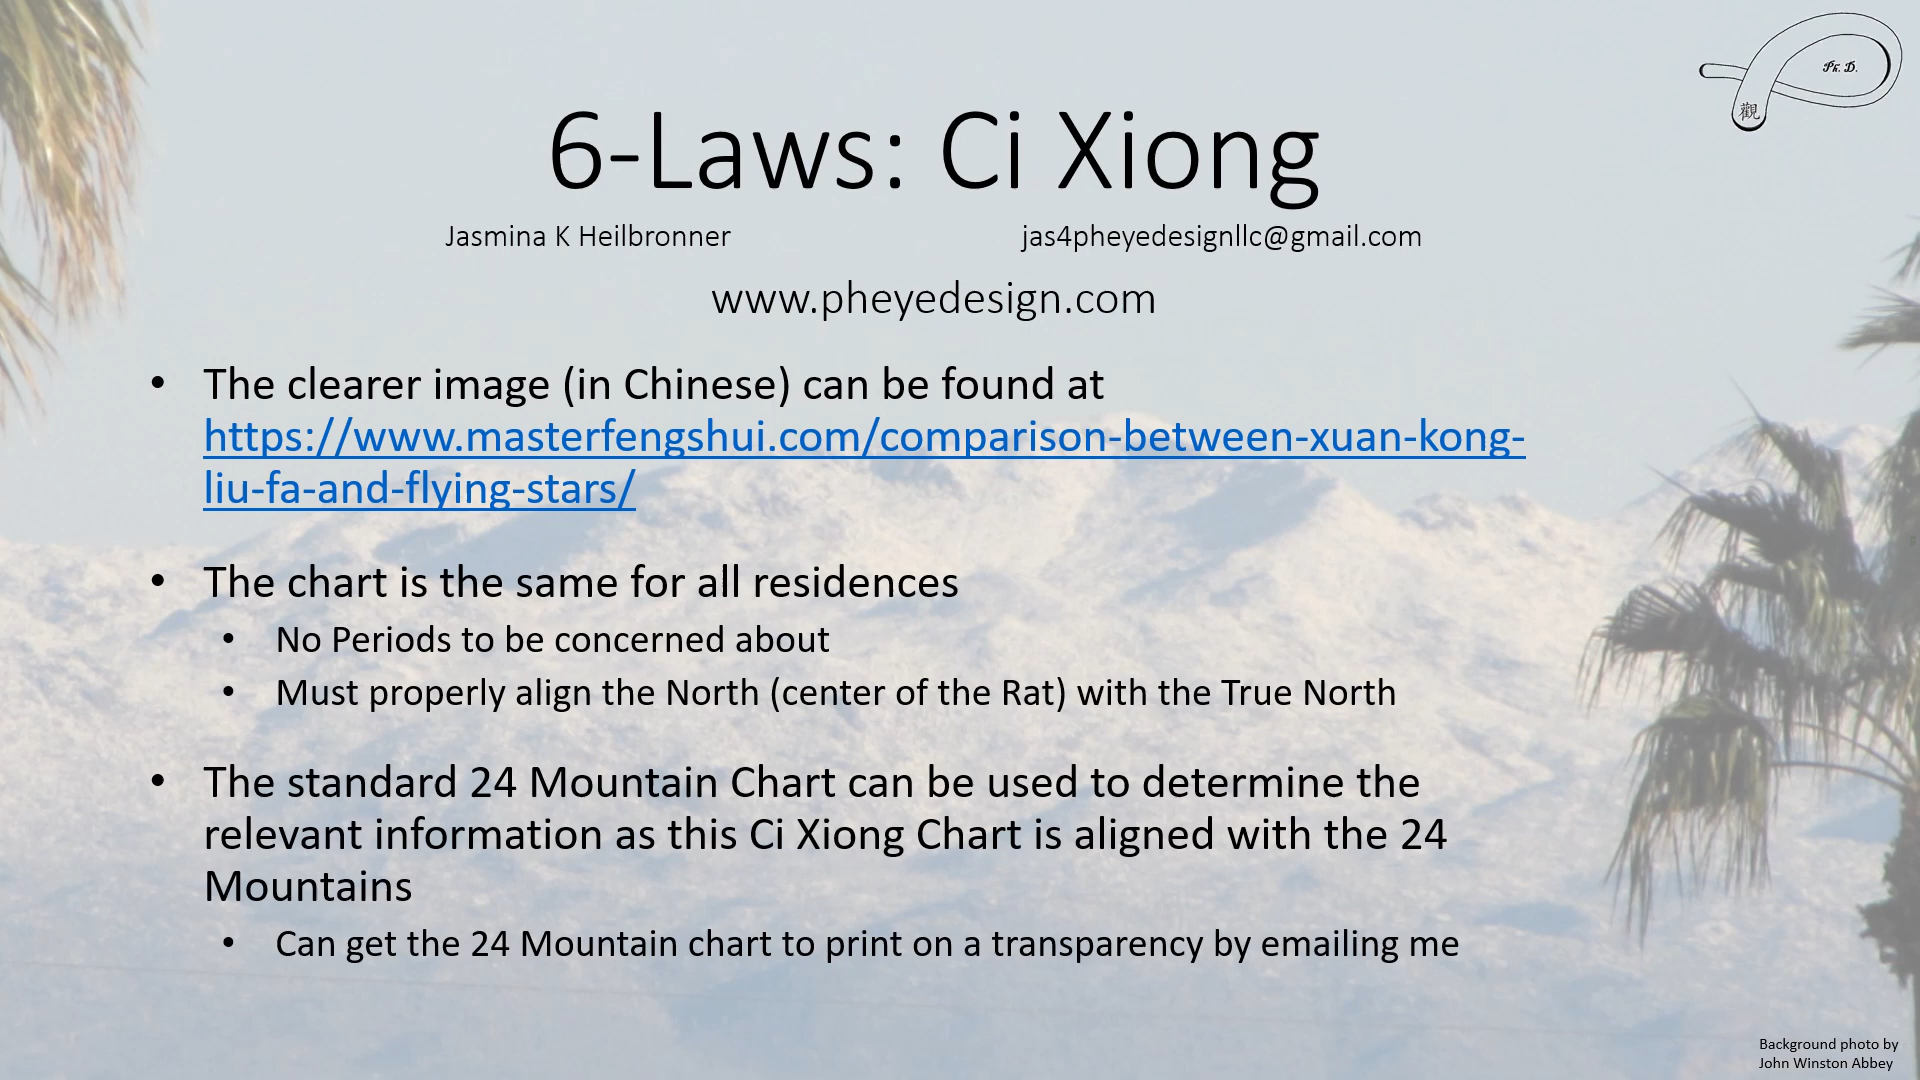 Ph. D.
觀
6-Laws: Ci Xiong
Jasmina K Heilbronner jas4pheyedesignllc@gmail.com
www.pheyedesign.com
• The clearer image (in Chinese) can be found at
https://www.masterfengshui.com/comparison-between-xuan-kong-
liu-fa-and-flying-stars/
• The chart is the same for all residences
• No Periods to be concerned about
• Must properly align the North (center of the Rat) with the True North
• The standard 24 Mountain Chart can be used to determine the
relevant information as this Ci Xiong Chart is aligned with the 24
Mountains
• Can get the 24 Mountain chart to print on a transparency by emailing me
Background photo by
John Winston Abbey